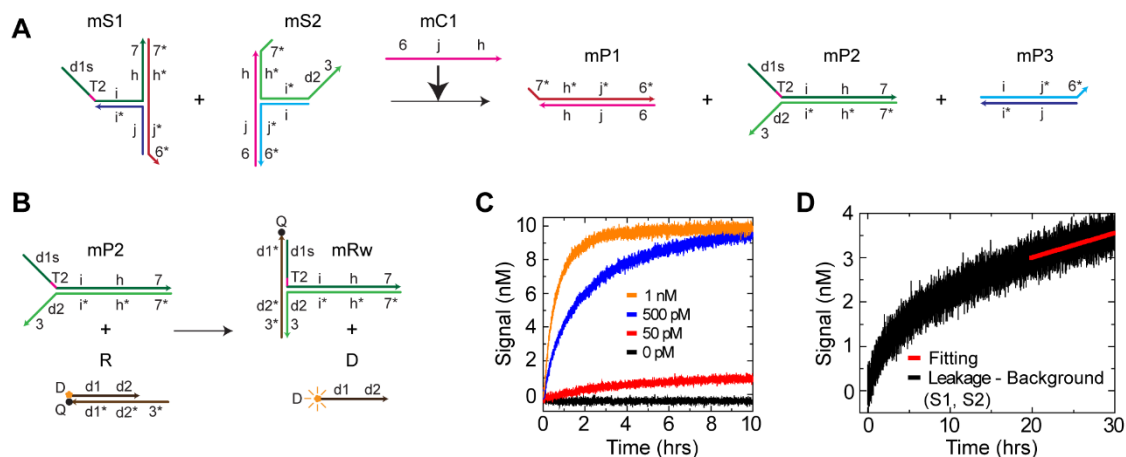 A
mS1
7
7*
d1s
h
h*
T2
i
i*
j
j*
6*
+
mS2
7*
h
h*
3
d2
i*
i
j
j*
6
6*
mC1
6 j h
mP1
7* h* j* 6*
h j 6
+
mP2
d1s
T2
i h 7
d2
i* h* 7*
3
+
mP3
i j* 6*
i* j
B
mP2
d1s
T2
i h 7
d2
i* h* 7*
3
+
R
D d1 d2
Q d1* d2* 3*
Q
mRw
d1* d1s
T2
i h 7
d2* d2 i* h* 7*
3* 3
+
D
D d1 d2
C
Signal (nM)
10
8
6
4
2
0
1 nM
500 pM
50 pM
0 pM
0 2 4 6 8 10
Time (hrs)
D
Signal (nM)
4
3
2
1
0
Fitting
Leakage - Background
(S1, S2)
0 10 20 30
Time (hrs)